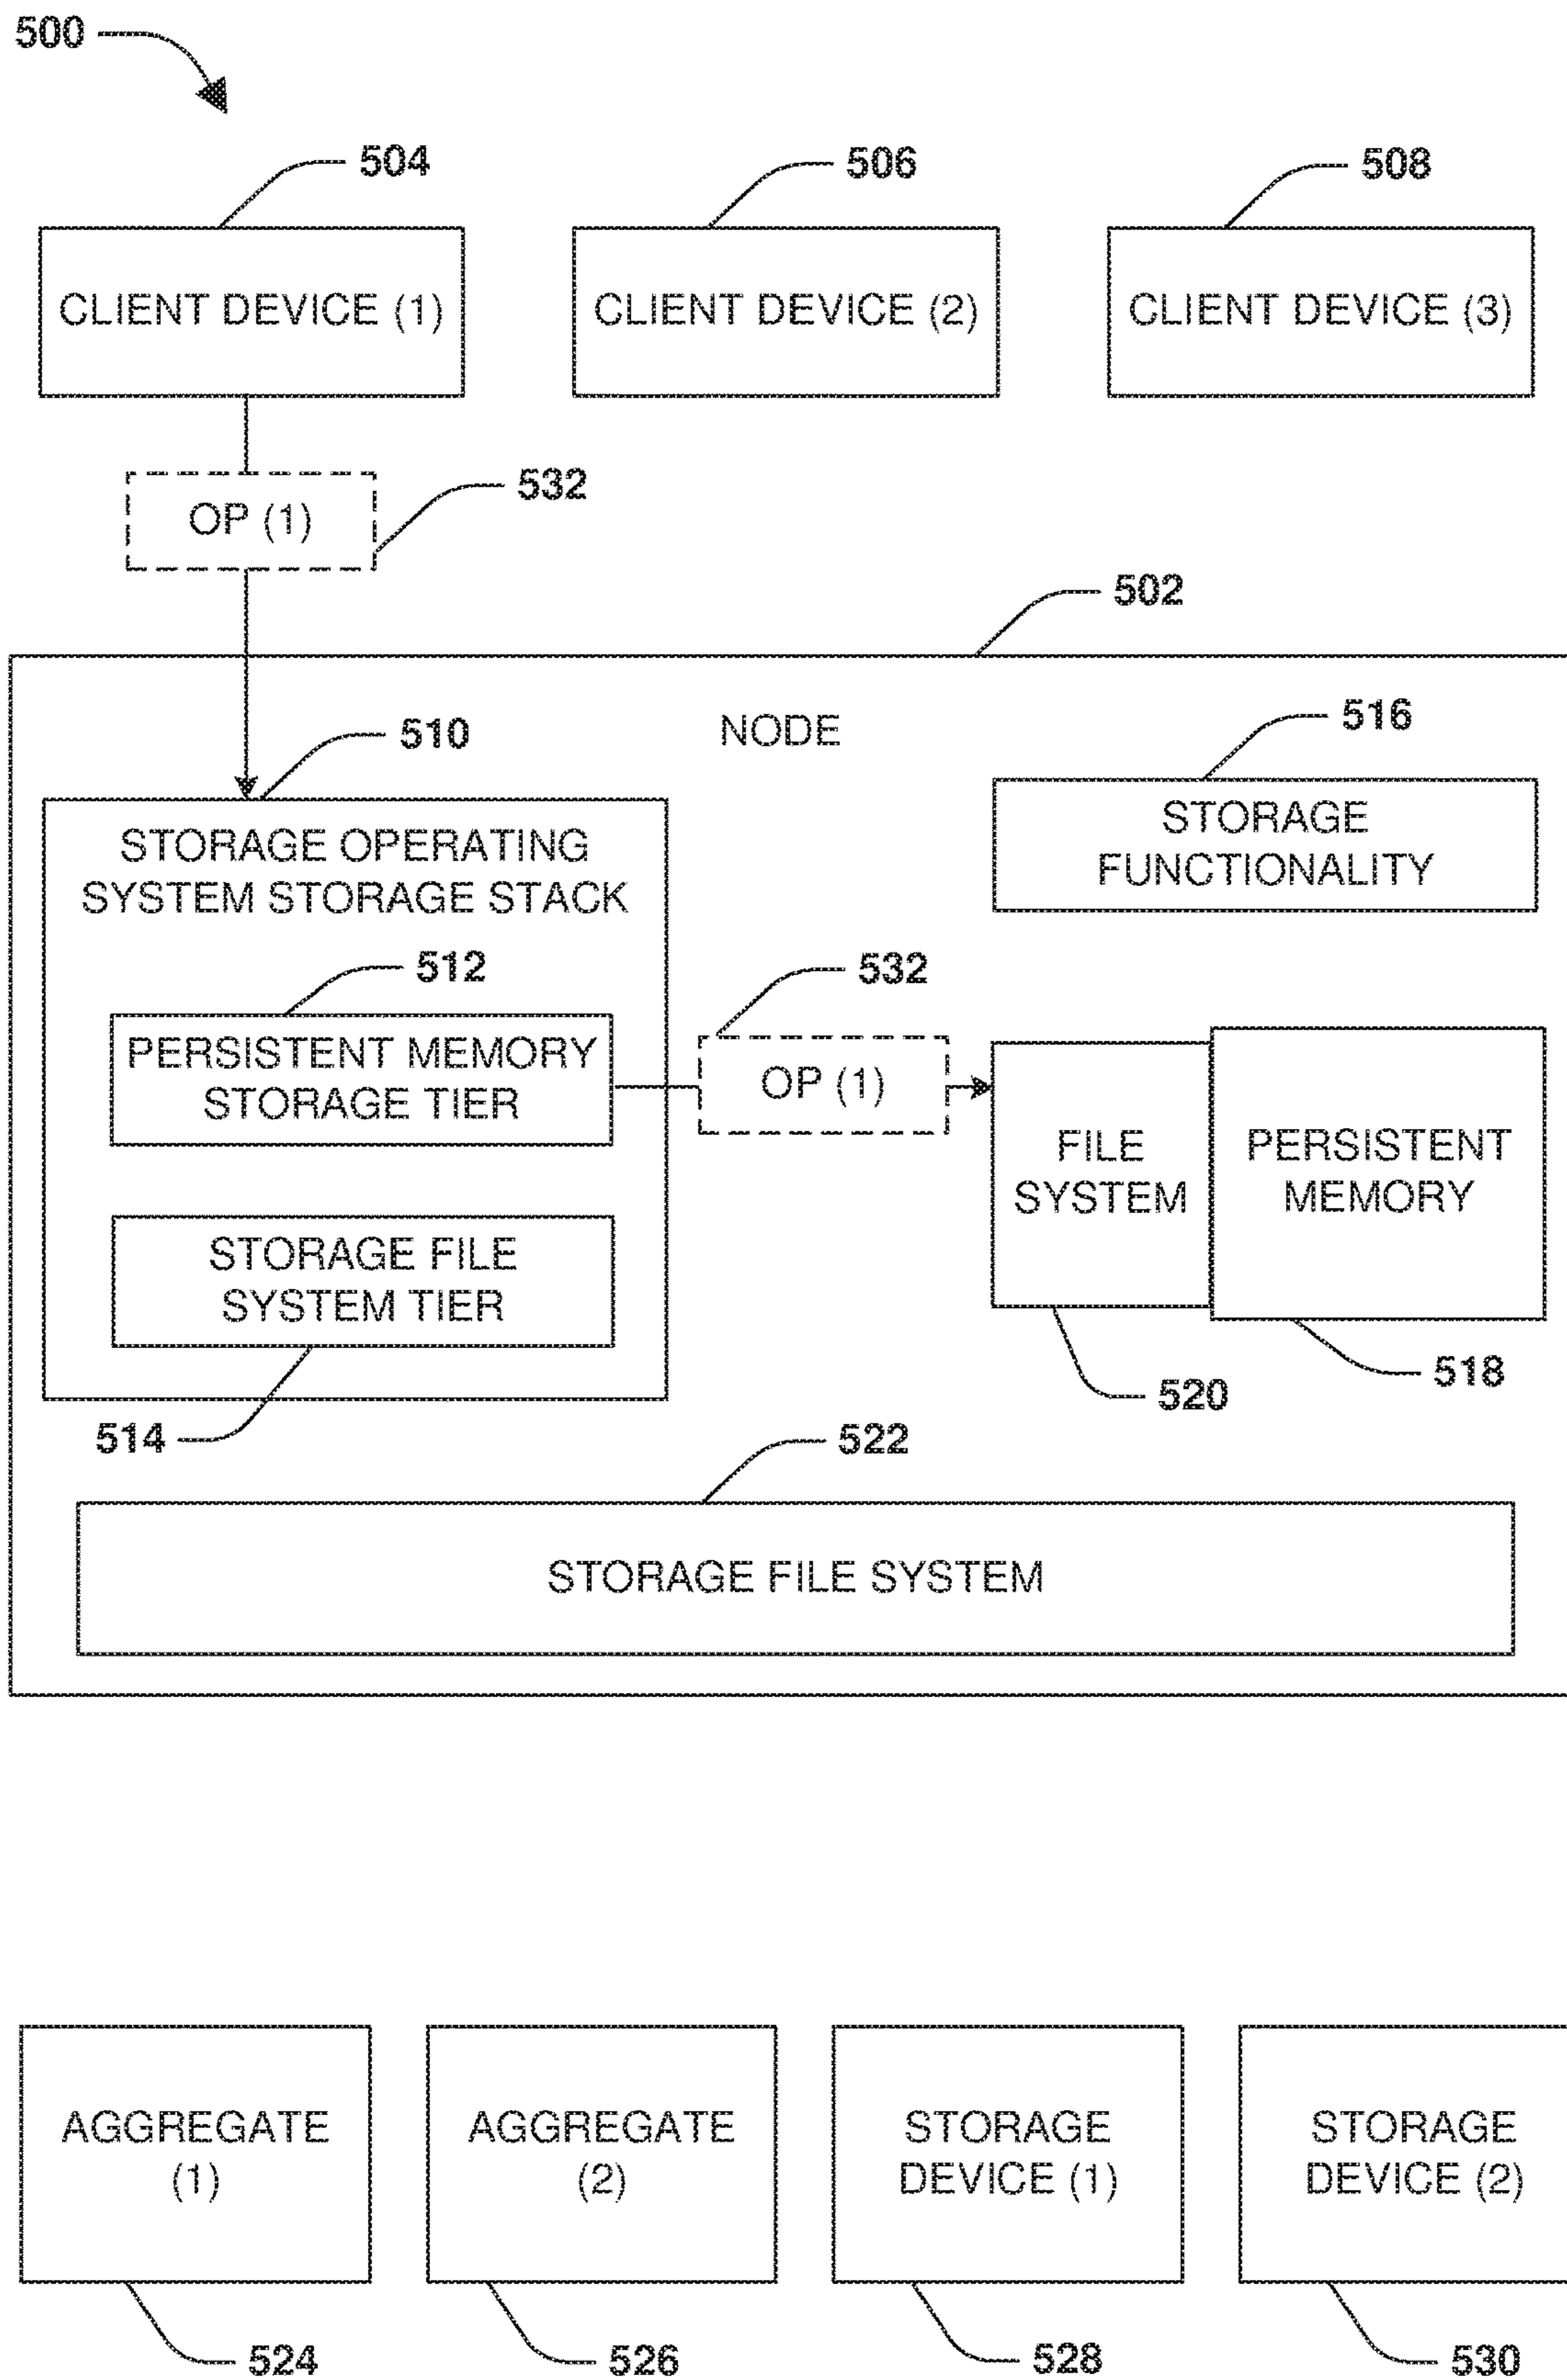 500
504
506
508
CLIENT DEVICE (1)
CLIENT DEVICE (2)
CLIENT DEVICE (3)
532
OP (1)
502
NODE
510
516
STORAGE OPERATING
SYSTEM STORAGE STACK
STORAGE
FUNCTIONALITY
512
532
PERSISTENT MEMORY
STORAGE TIER
OP (1)
FILE
SYSTEM
PERSISTENT
MEMORY
STORAGE FILE
SYSTEM TIER
518
520
514
522
STORAGE FILE SYSTEM
AGGREGATE
(1)
AGGREGATE
(2)
STORAGE
DEVICE (1)
STORAGE
DEVICE (2)
524
526
528
530